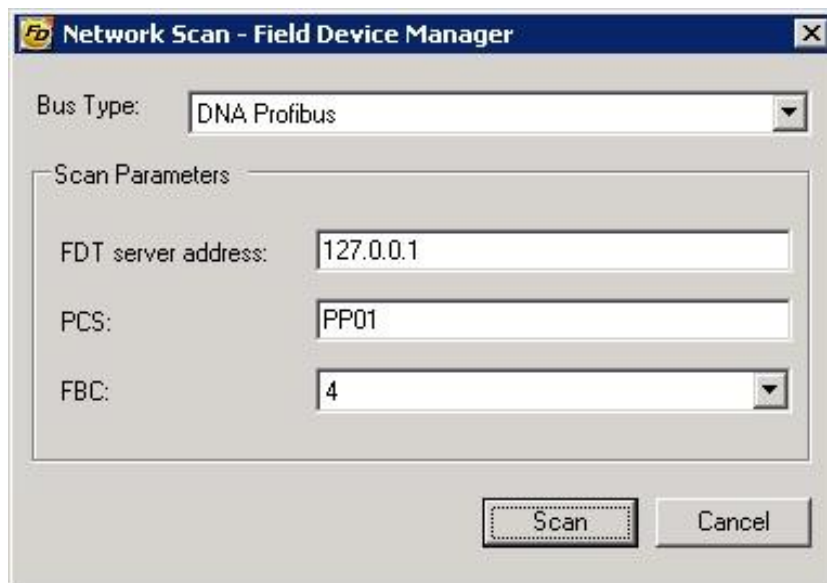 FD Network Scan - Field Device Manager
Bus Type: DNA Profibus
Scan Parameters
FDT server address: 127.0.0.1
PCS: PP01
FBC: 4
Scan Cancel